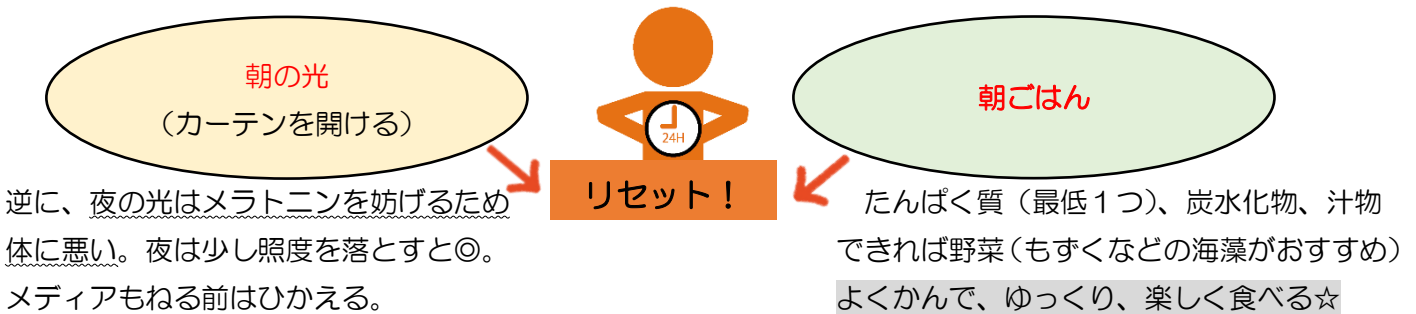 朝の光
（カーテンを開ける）
24H
リセット！
朝ごはん
逆に、夜の光はメラトニンを妨げるため
体に悪い。夜は少し照度を落とすと◎。
メディアもねる前はひかえる。
たんぱく質（最低１つ）、炭水化物、汁物
できれば野菜（もずくなどの海藻がおすすめ）
よくかんで、ゆっくり、楽しく食べる☆